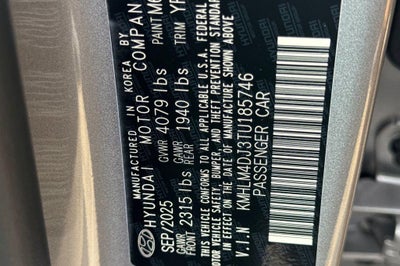 MANUFACTURED IN KOREA BY
HYUNDAI MOTOR COMPANY
SEP/2025 GVWR 4079 lbs PAINT
GAWR FRONT 2315 lbs GAWR REAR 1940 lbs TRIM
THIS VEHICLE CONFORMS TO ALL APPLICABLE U.S.A. FEDERAL
MOTOR VEHICLE SAFETY, BUMPER, AND THEFT PREVENTION STANDARDS
IN EFFECT ON THE DATE OF MANUFACTURE SHOWN ABOVE.
V.I.N KMHLM4DJ3TU185746
PASSENGER CAR